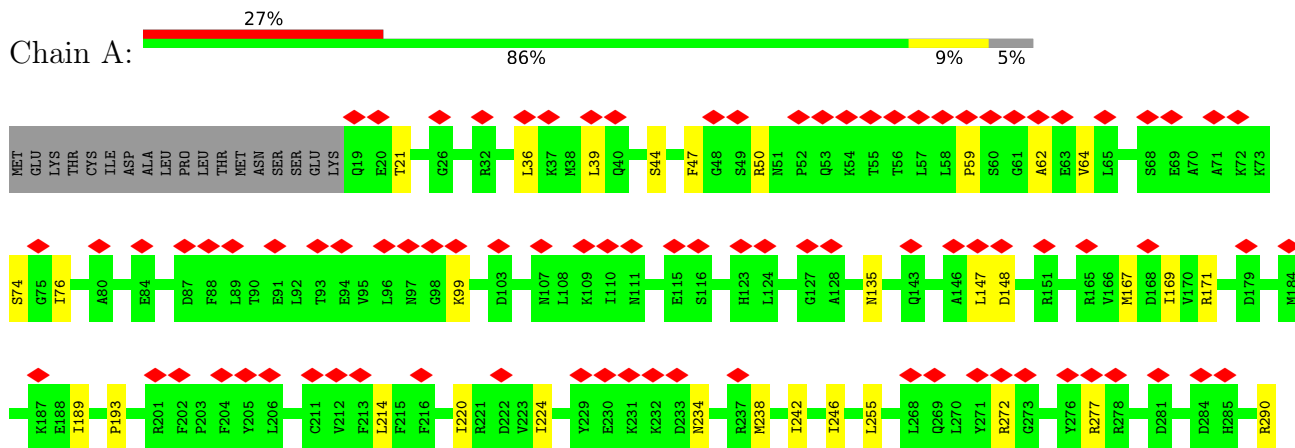 27%
Chain A:
86% 9% 5%
MET GLU LYS THR CYS ILE ASP ALA LEU PRO LEU THR MET ASN SER SER GLU LYS Q19 E20 T21 G26 R32 L36 K37 M38 L39 Q40 S44 F47 G48 S49 R50 N51 P52 Q53 K54 T55 T56 L57 L58 P59 S60 G61 A62 E63 V64 L65 S68 E69 A70 A71 K72 K73
S74 G75 I76 A80 E84 D87 F88 L89 T90 E91 L92 T93 E94 V95 L96 N97 G98 K99 D103 N107 L108 K109 I110 N111 E115 S116 H123 L124 G127 A128 N135 Q143 A146 L147 D148 R151 R165 V166 M167 D168 I169 V170 R171 D179 M184
K187 E188 I189 P193 R201 F202 P203 F204 Y205 L206 C211 V212 F213 L214 F215 F216 I220 R221 D222 V223 I224 Y229 E230 K231 K232 D233 N234 R237 M238 I242 I246 L255 L268 Q269 L270 Y271 R272 G273 Y276 R277 R278 D281 D284 H285 R290